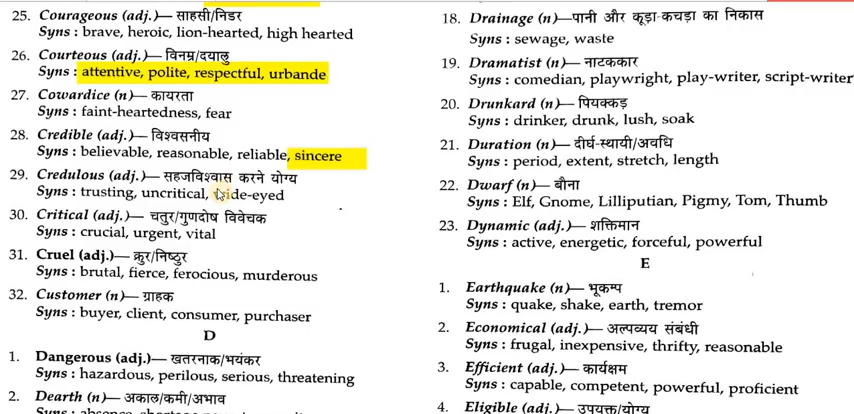 25. Courageous (adj.)— साहसी/निडर
Syns : brave, heroic, lion-hearted, high hearted
26. Courteous (adj.)— विनम्र/दयालु
Syns : attentive, polite, respectful, urbande
27. Cowardice (n)— कायरता
Syns : faint-heartedness, fear
28. Credible (adj.)— विश्वसनीय
Syns : believable, reasonable, reliable, sincere
29. Credulous (adj.)— सहजविश्वास करने योग्य
Syns : trusting, uncritical, wide-eyed
30. Critical (adj.)— चतुर/गुणदोष विवेचक
Syns : crucial, urgent, vital
31. Cruel (adj.)— क्रुर/निष्ठुर
Syns : brutal, fierce, ferocious, murderous
32. Customer (n)— ग्राहक
Syns : buyer, client, consumer, purchaser
D
1. Dangerous (adj.)— खतरनाक/भयंकर
Syns : hazardous, perilous, serious, threatening
2. Dearth (n)— अकाल/कमी/अभाव
18. Drainage (n)—पानी और कूड़ा-कचड़ा का निकास
Syns : sewage, waste
19. Dramatist (n)— नाटककार
Syns : comedian, playwright, play-writer, script-writer
20. Drunkard (n)— पियक्कड़
Syns : drinker, drunk, lush, soak
21. Duration (n)— दीर्घ-स्थायी/अवधि
Syns : period, extent, stretch, length
22. Dwarf (n)— बौना
Syns : Elf, Gnome, Lilliputian, Pigmy, Tom, Thumb
23. Dynamic (adj.)— शक्तिमान
Syns : active, energetic, forceful, powerful
E
1. Earthquake (n)— भूकम्प
Syns : quake, shake, earth, tremor
2. Economical (adj.)— अल्पव्यय संबंधी
Syns : frugal, inexpensive, thrifty, reasonable
3. Efficient (adj.)— कार्यक्षम
Syns : capable, competent, powerful, proficient
4. Eligible (adj.)— उपयुक्त/योग्य